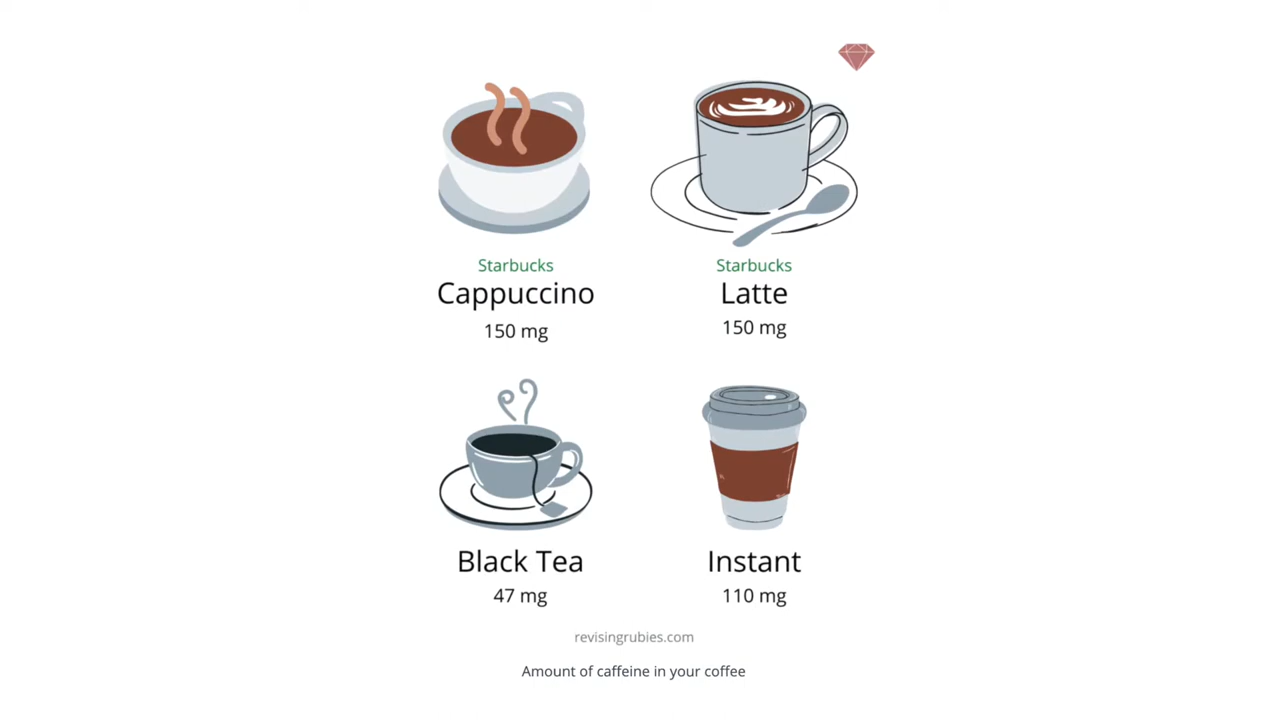 Starbucks
Cappuccino
150 mg
Starbucks
Latte
150 mg
Black Tea
47 mg
Instant
110 mg
revisingrubies.com
Amount of caffeine in your coffee